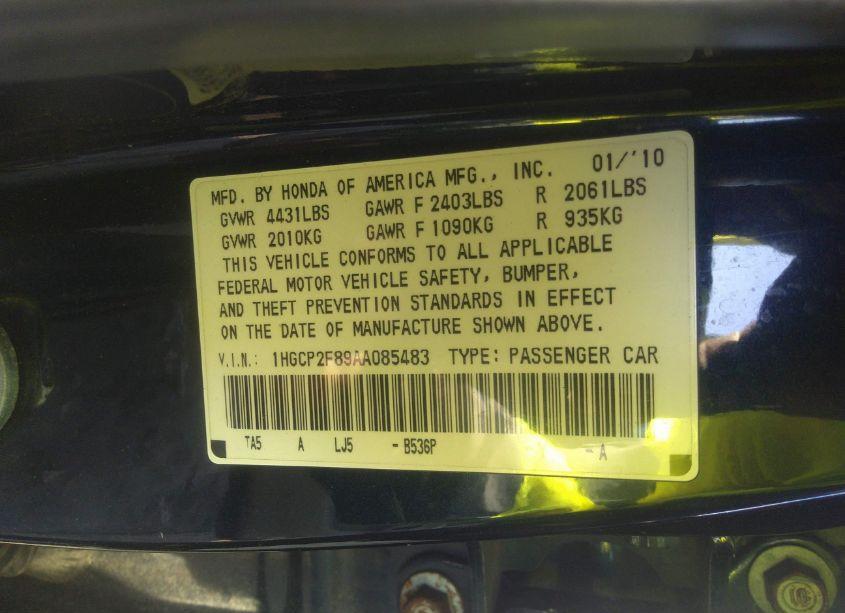 MFD. BY HONDA OF AMERICA MFG., INC. 01/'10
GVWR 4431LBS GAWR F 2403LBS R 2061LBS
GVWR 2010KG GAWR F 1090KG R 935KG
THIS VEHICLE CONFORMS TO ALL APPLICABLE
FEDERAL MOTOR VEHICLE SAFETY, BUMPER,
AND THEFT PREVENTION STANDARDS IN EFFECT
ON THE DATE OF MANUFACTURE SHOWN ABOVE.
V.I.N.: 1HGCP2F89AA085483 TYPE: PASSENGER CAR
TA5 A LJ5 - B536P - A